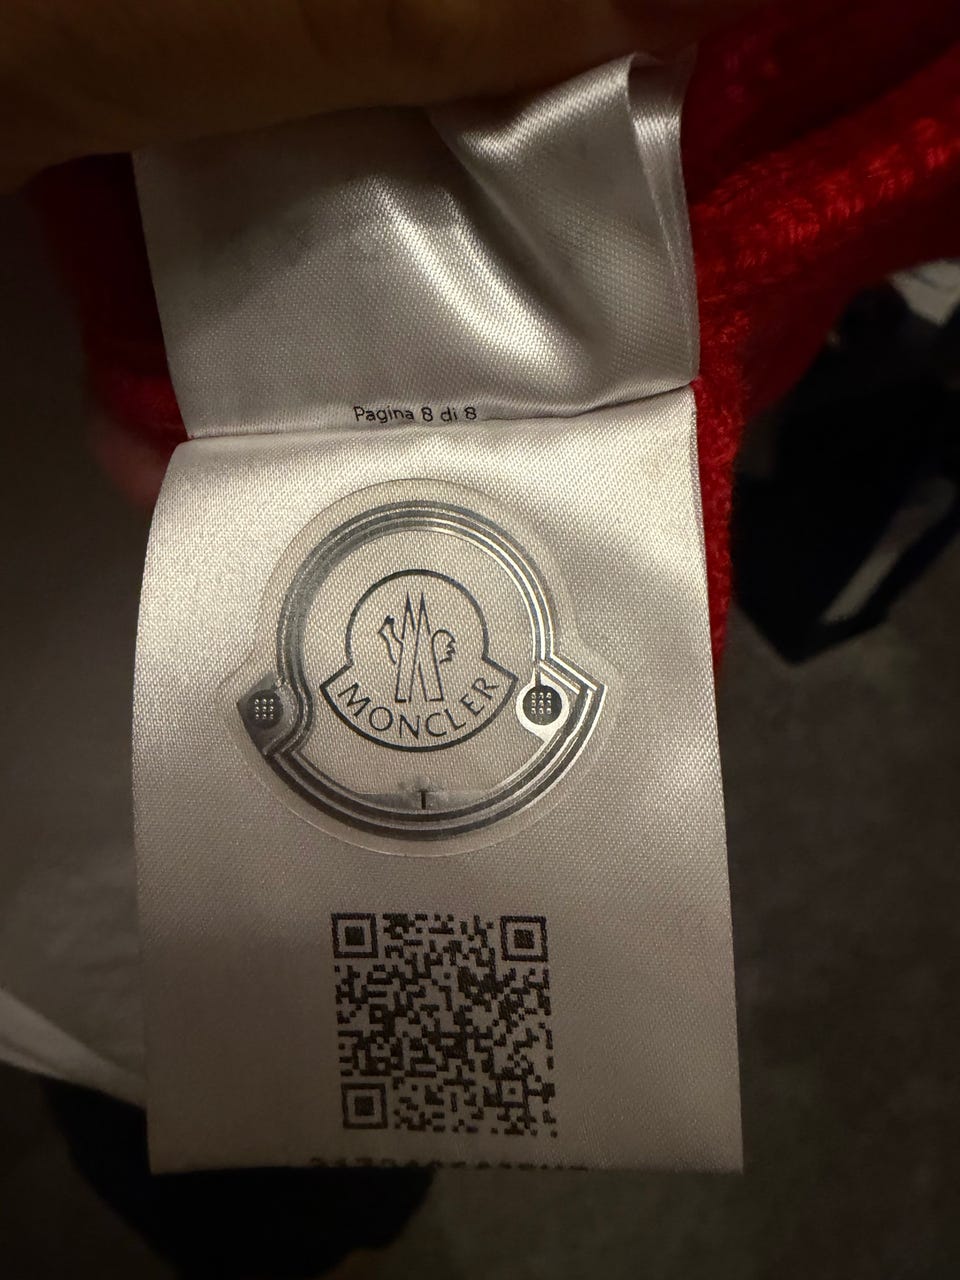 Pagina 8 di 8
MONCLER